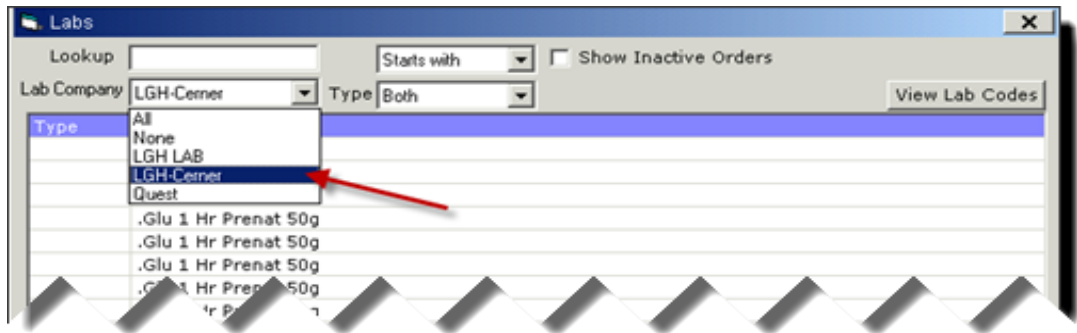 Labs
Lookup Starts with Show Inactive Orders
Lab Company LGH-Cerner Type Both View Lab Codes
Type
All
None
LGH LAB
LGH-Cerner
Quest
.Glu 1 Hr Prenat 50g
.Glu 1 Hr Prenat 50g
.Glu 1 Hr Prenat 50g
50g